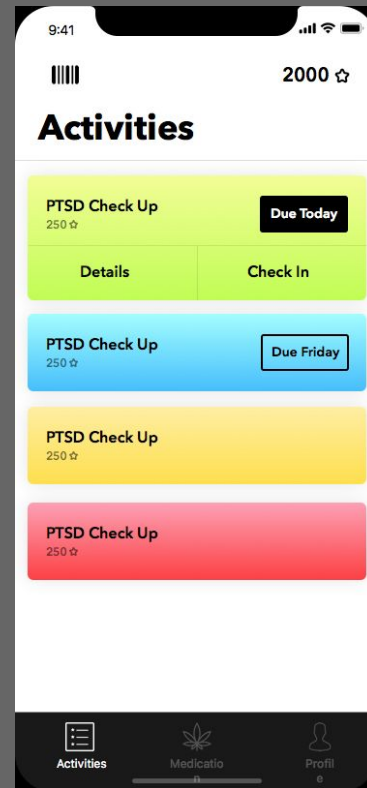 9:41
2000 ☆
Activities
PTSD Check Up
Due Today
250 ☆
Details
Check In
PTSD Check Up
Due Friday
250 ☆
PTSD Check Up
250 ☆
PTSD Check Up
250 ☆
Activities
Medicatio
n
Profil
e